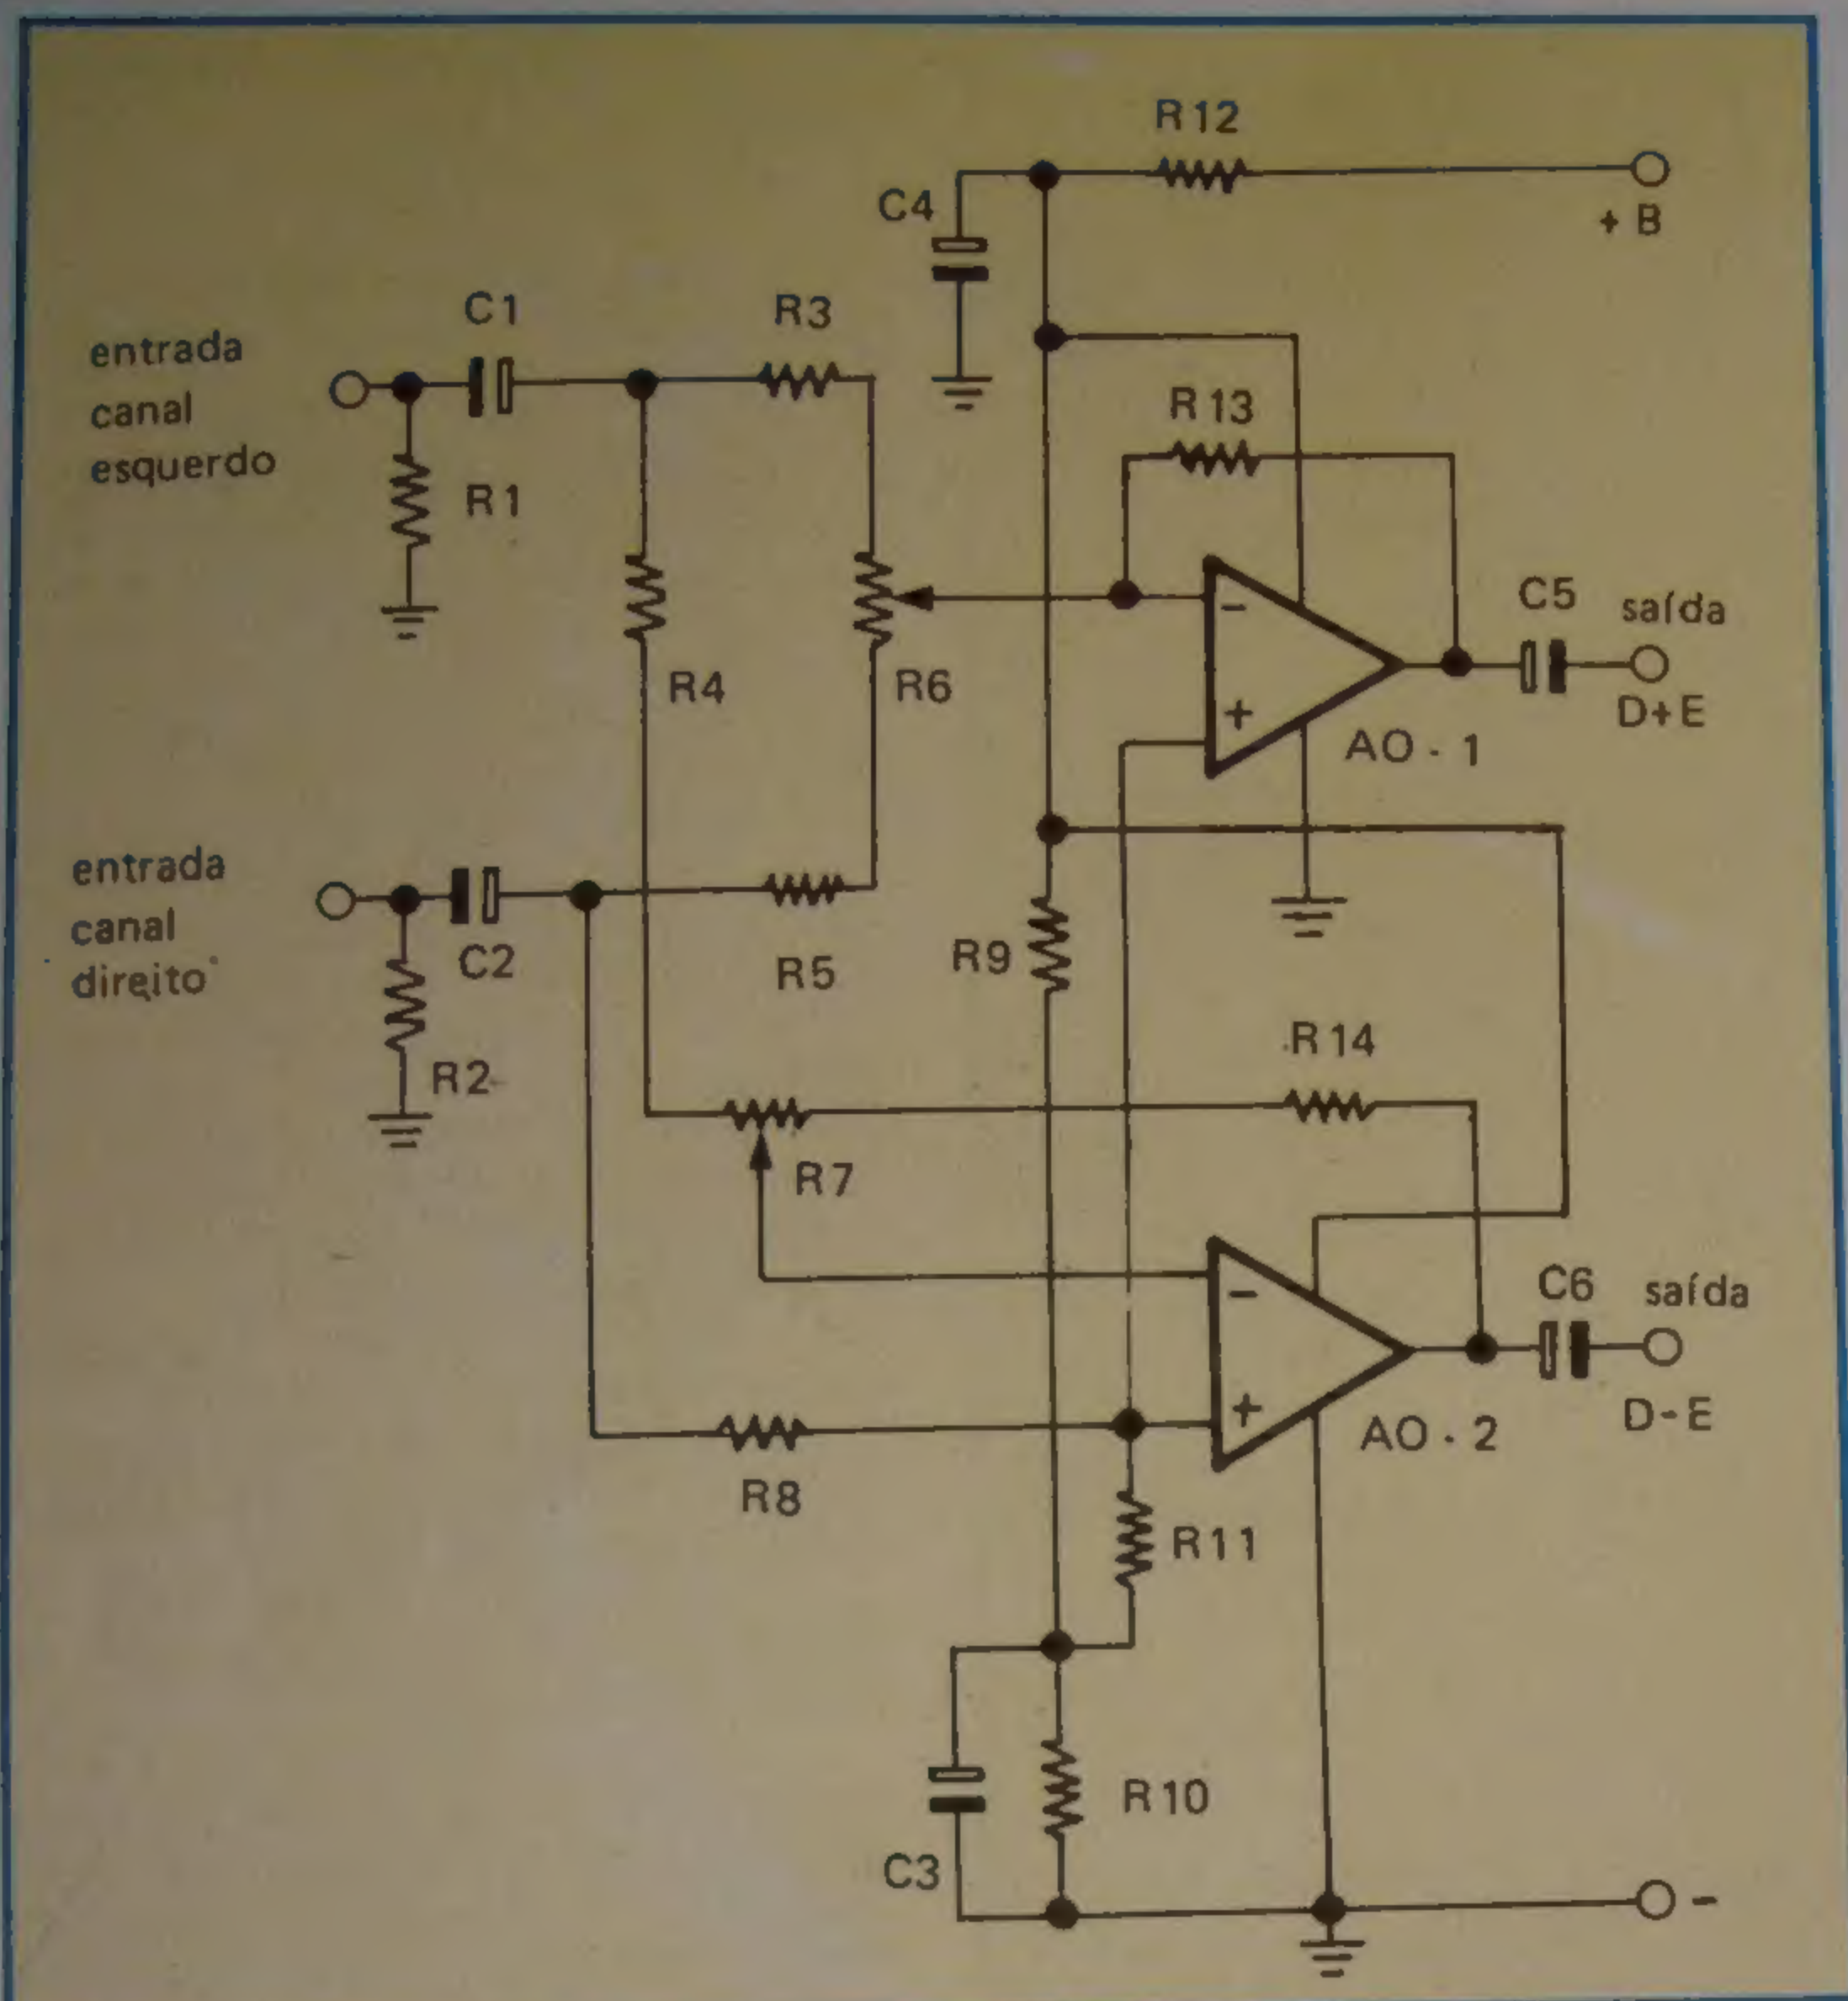 R12
+ B
C4
C1
R3
entrada
canal
esquerdo
R1
R13
C5
saída
D+E
R4
R6
-
+
AO - 1
entrada
canal
direito
C2
R5
R9
R2
R14
R7
-
+
C6
saída
D-E
AO - 2
R8
R11
R10
C3
-